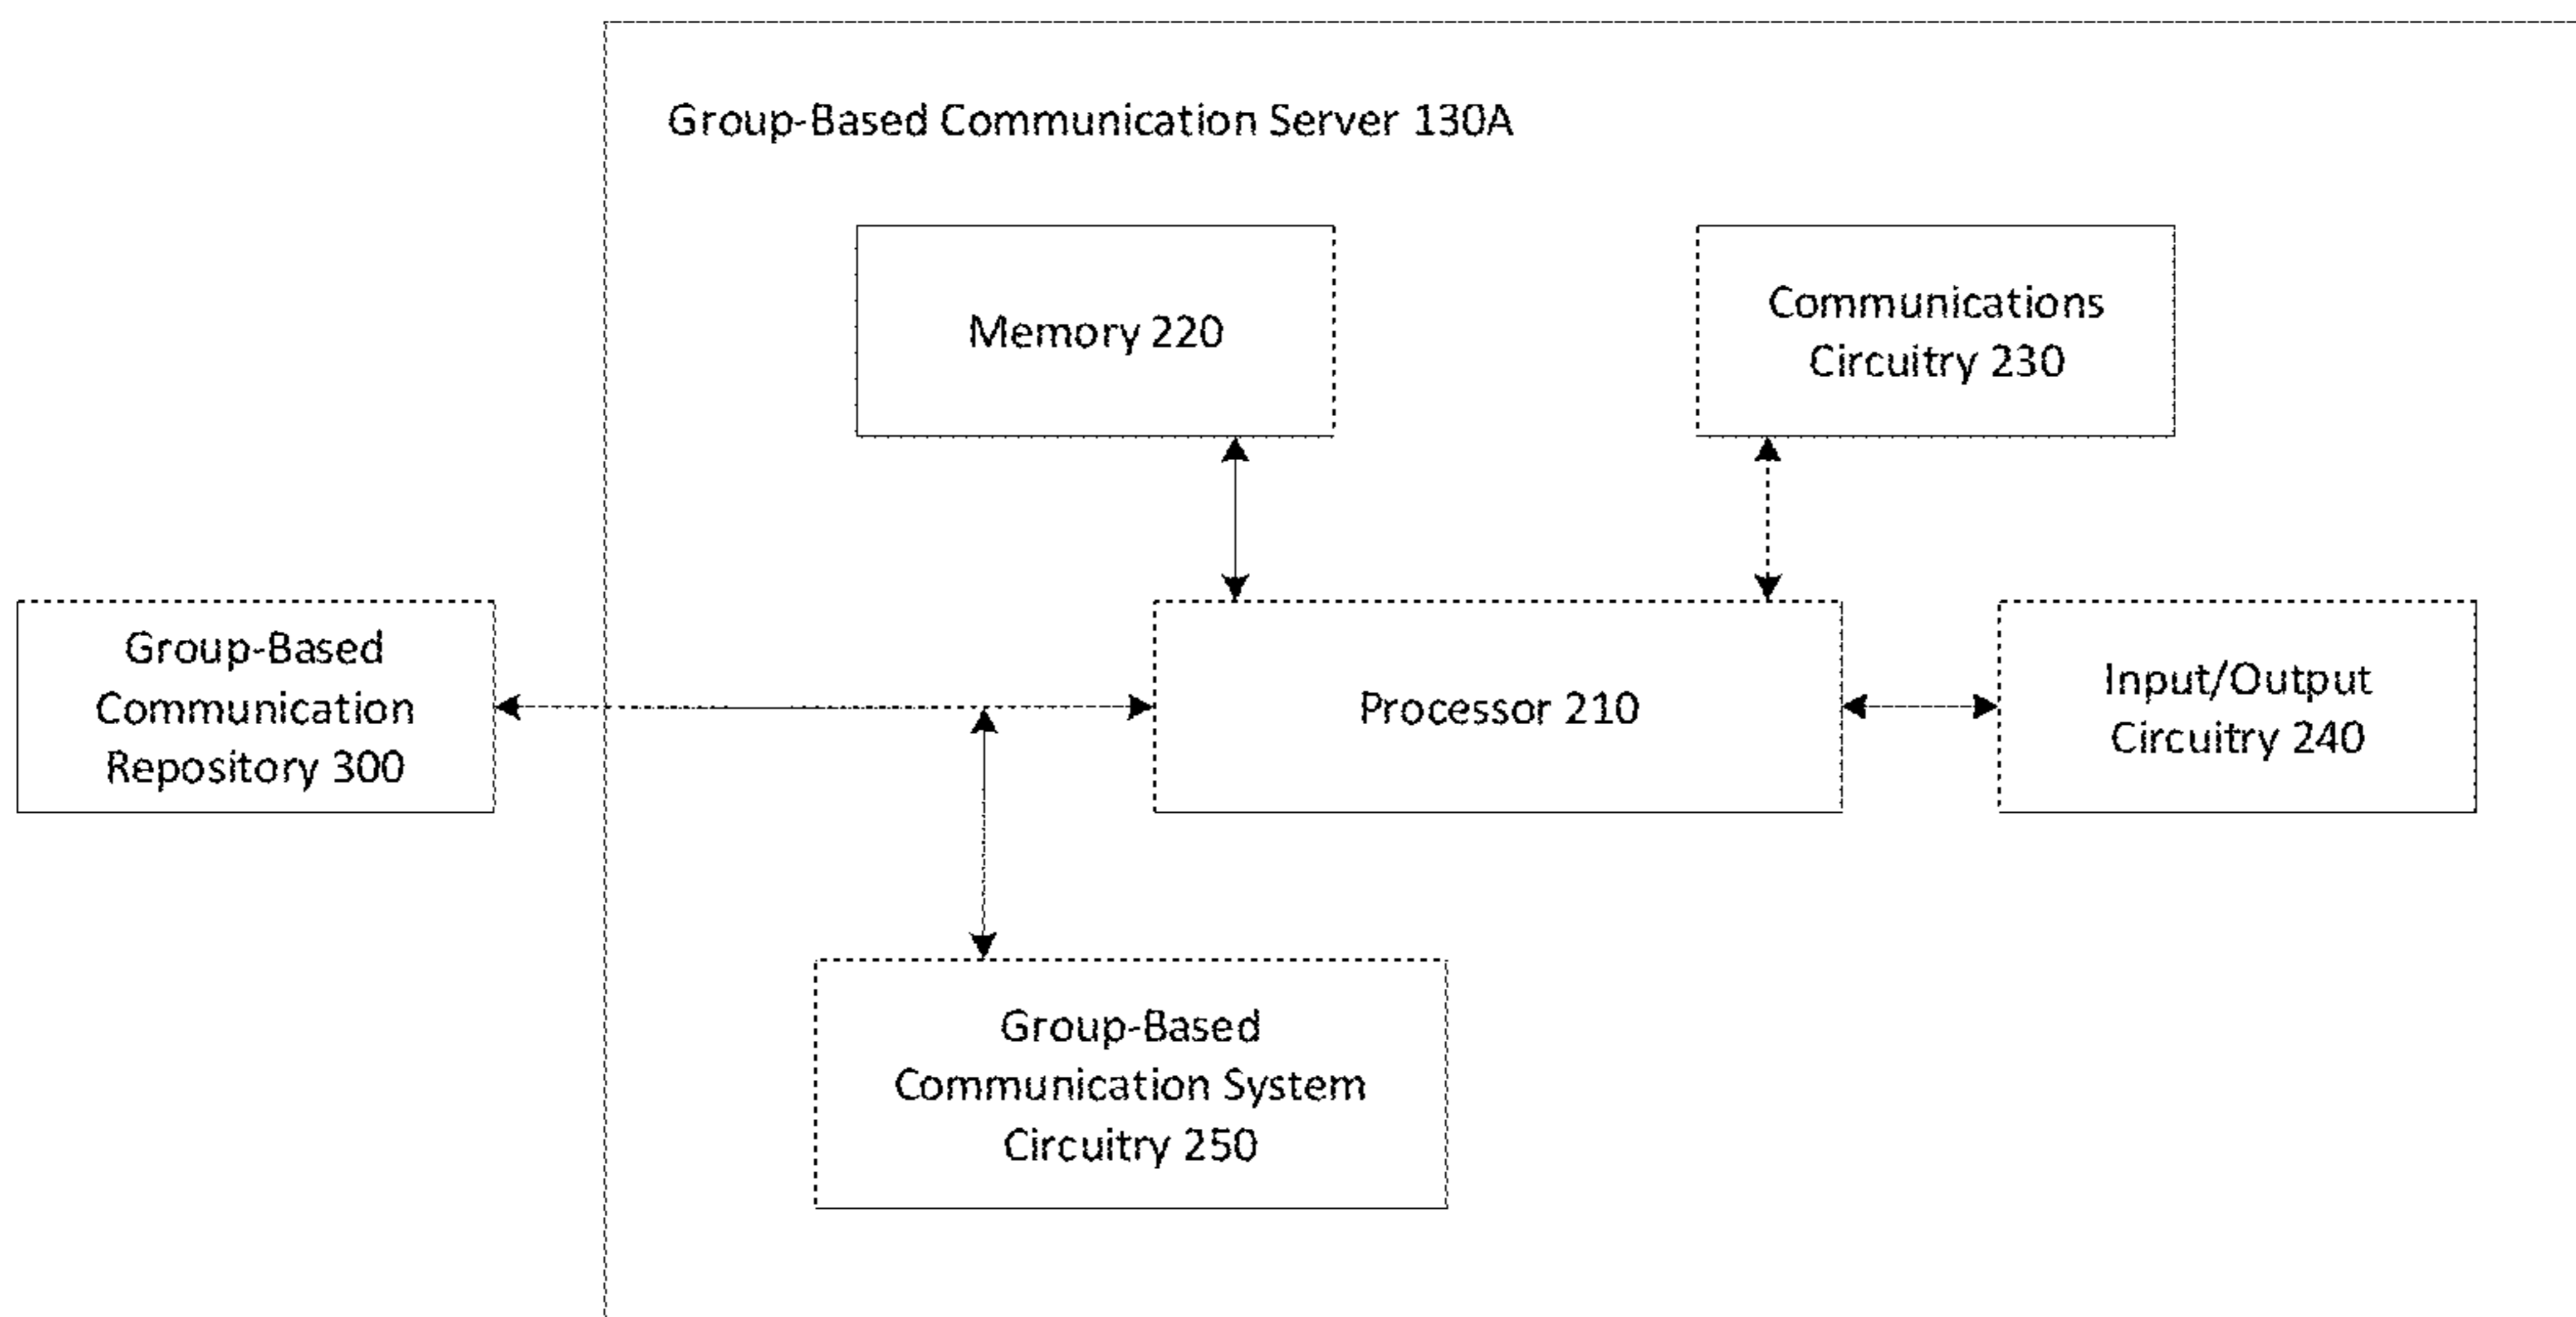 Group-Based Communication Server 130A
Memory 220
Communications
Circuitry 230
Group-Based
Communication
Repository 300
Processor 210
Input/Output
Circuitry 240
Group-Based
Communication System
Circuitry 250